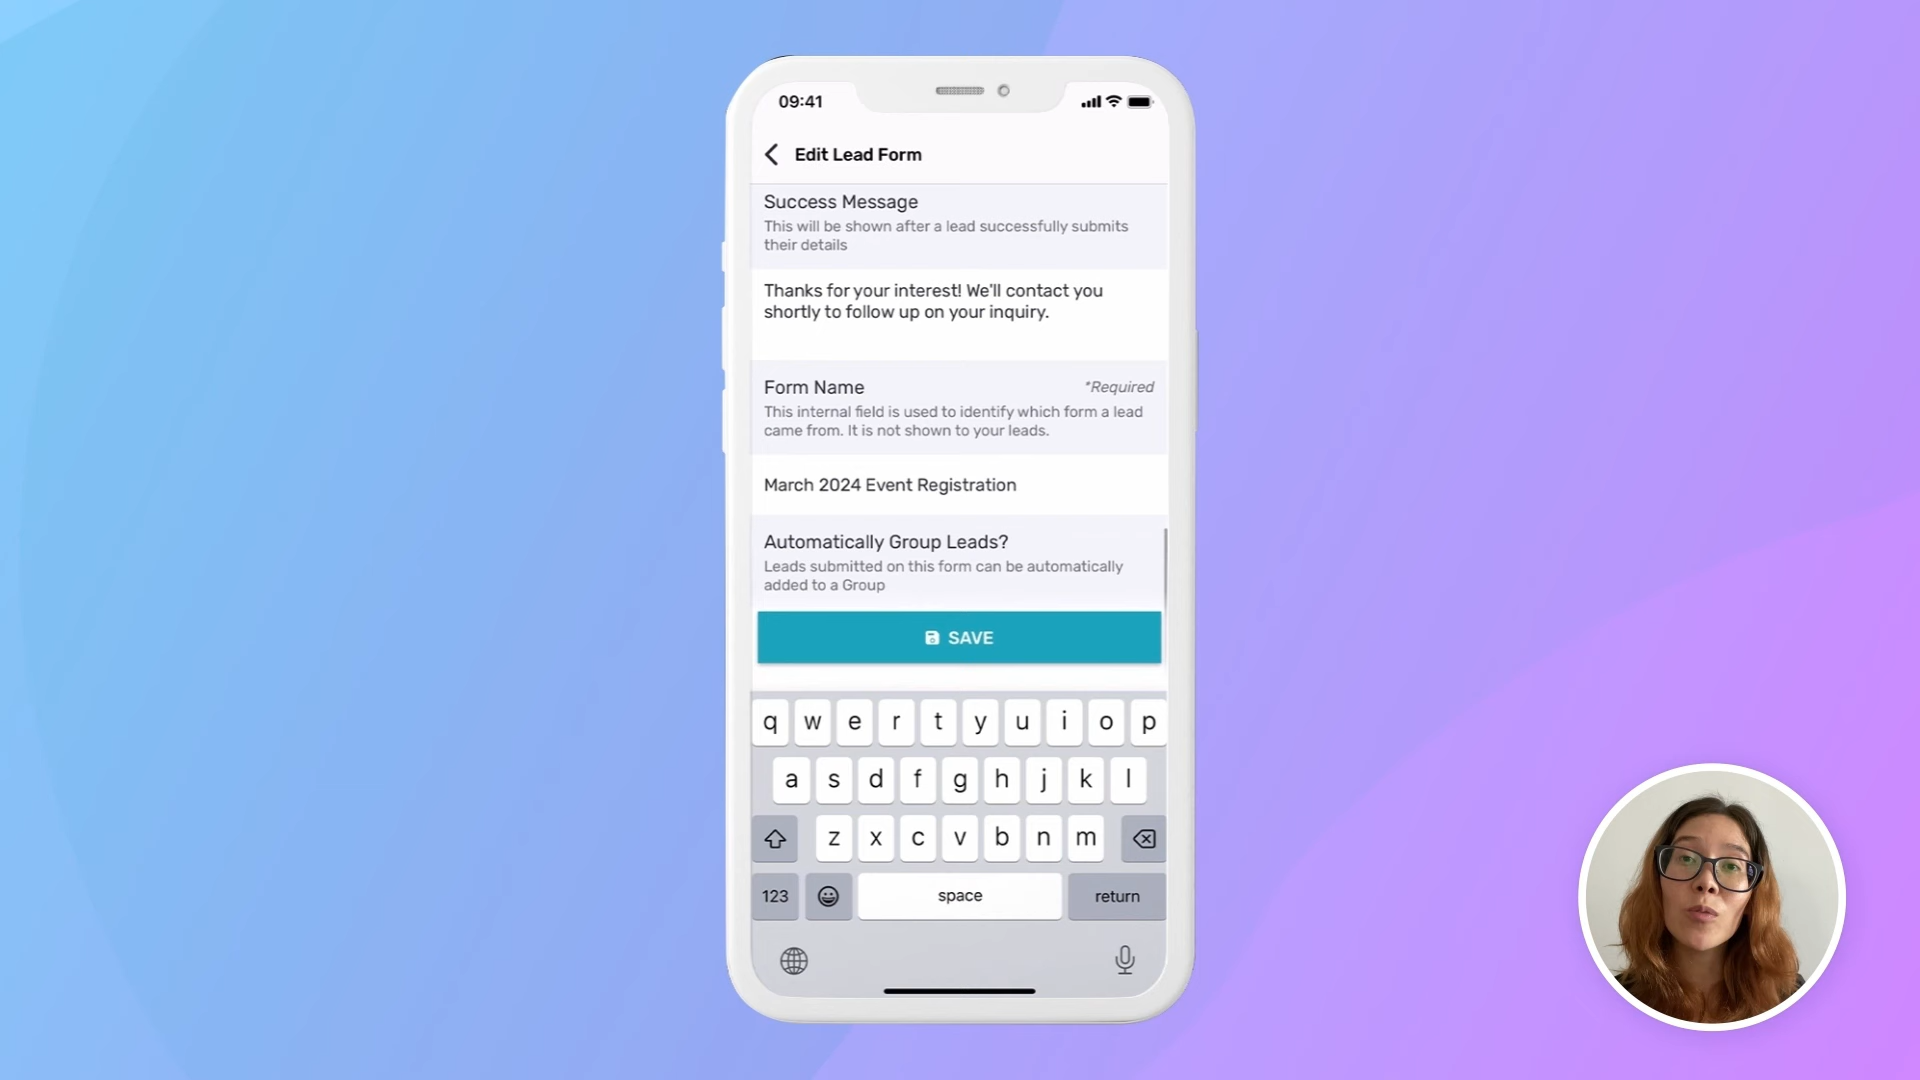 09:41
Edit Lead Form
Success Message
This will be shown after a lead successfully submits
their details
Thanks for your interest! We'll contact you
shortly to follow up on your inquiry.
Form Name *Required
This internal field is used to identify which form a lead
came from. It is not shown to your leads.
March 2024 Event Registration
Automatically Group Leads?
Leads submitted on this form can be automatically
added to a Group
SAVE
q w e r t y u i o p
a s d f g h j k l
z x c v b n m
123 space return